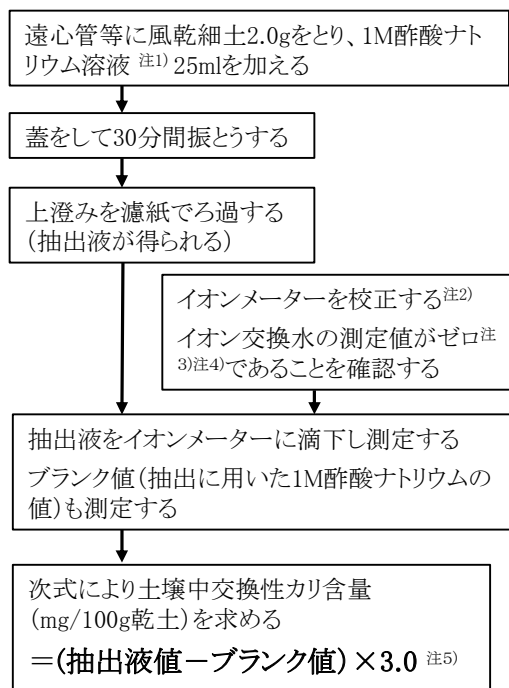 遠心管等に風乾細土2.0gをとり、1M酢酸ナト
リウム溶液 注1) 25mlを加える
蓋をして30分間振とうする
上澄みを濾紙でろ過する
(抽出液が得られる)
イオンメーターを校正する注2)
イオン交換水の測定値がゼロ注
3)注4)であることを確認する
抽出液をイオンメーターに滴下し測定する
ブランク値(抽出に用いた1M酢酸ナトリウムの
値)も測定する
次式により土壌中交換性カリ含量
(mg/100g乾土)を求める
=(抽出液値-ブランク値)×3.0 注5)